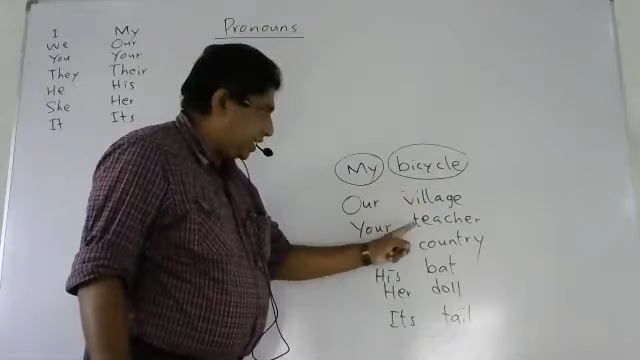 Pronouns
I My
We Our
You Your
They Their
He His
She Her
It Its
My bicycle
Our village
Your teacher
country
His bat
Her doll
Its tail